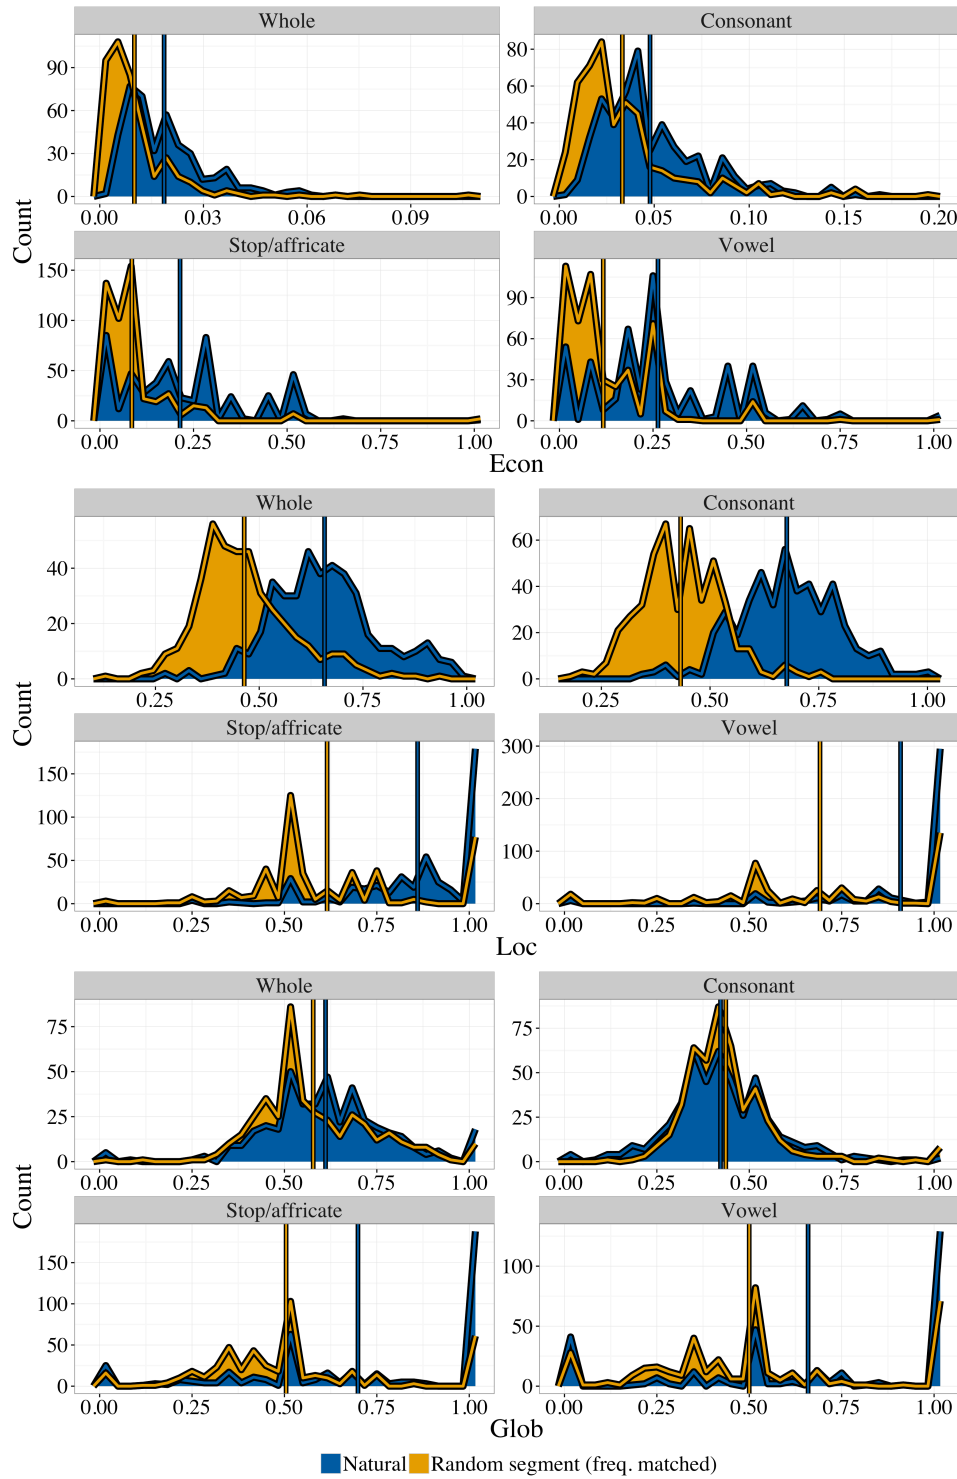 Whole Consonant
90 60 30 0
80 60 40 20 0
0.00 0.03 0.06 0.09 0.00 0.05 0.10 0.15 0.20
Count
Stop/affricate Vowel
150 100 50 0
90 60 30 0
0.00 0.25 0.50 0.75 1.00 0.00 0.25 0.50 0.75 1.00
Econ
Whole Consonant
40 20 0
60 40 20 0
0.25 0.50 0.75 1.00 0.25 0.50 0.75 1.00
Count
Stop/affricate Vowel
150 100 50 0
300 200 100 0
0.00 0.25 0.50 0.75 1.00 0.00 0.25 0.50 0.75 1.00
Loc
Whole Consonant
75 50 25 0
75 50 25 0
0.00 0.25 0.50 0.75 1.00 0.00 0.25 0.50 0.75 1.00
Count
Stop/affricate Vowel
150 100 50 0
100 50 0
0.00 0.25 0.50 0.75 1.00 0.00 0.25 0.50 0.75 1.00
Glob
Natural Random segment (freq. matched)